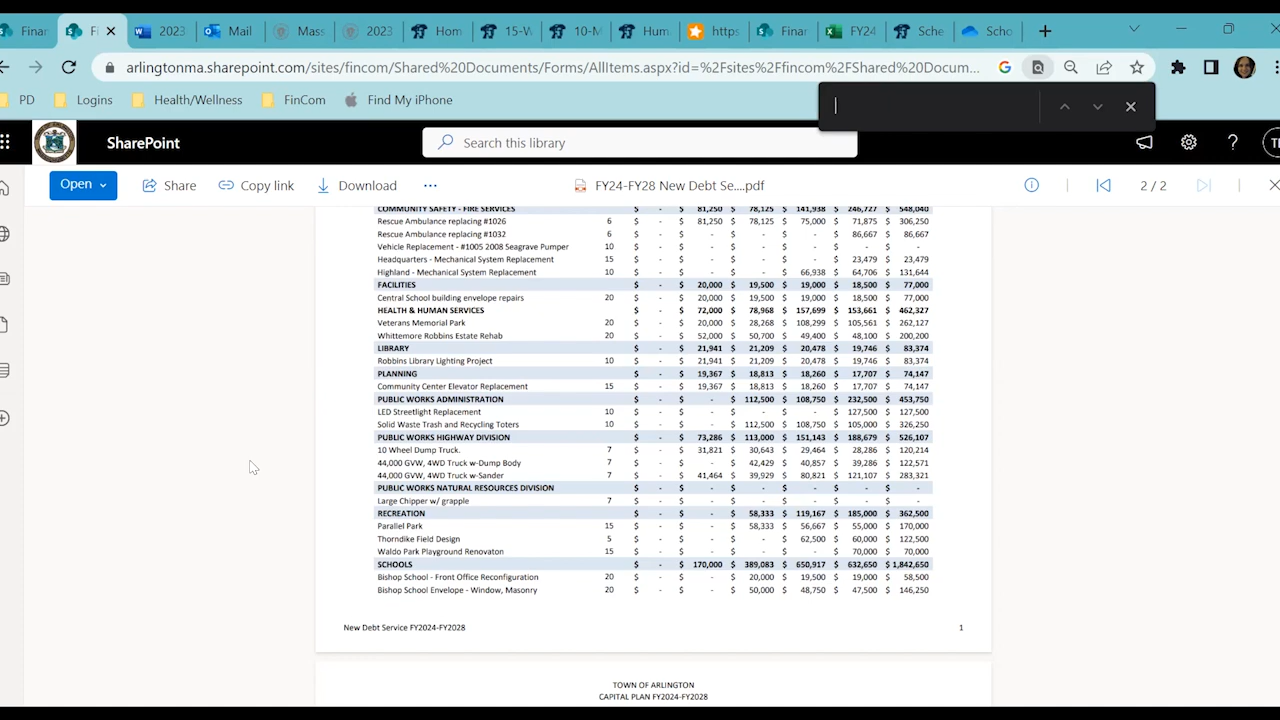 Finar
Fi
2023
Mail
Mass
2023
Hom
15-V
10-M
Hum
https
Finar
FY24
Sche
Scho
arlingtonma.sharepoint.com/sites/fincom/Shared%20Documents/Forms/AllItems.aspx?id=%2Fsites%2Ffincom%2FShared%20Docum...
PD
Logins
Health/Wellness
FinCom
Find My iPhone
SharePoint
Search this library
Open
Share
Copy link
Download
...
FY24-FY28 New Debt Se....pdf
2 / 2
COMMUNITY SAFETY - FIRE SERVICES $ - $ 81,250 $ 78,125 $ 141,938 $ 246,727 $ 548,040
Rescue Ambulance replacing #1026 6 $ - $ 81,250 $ 78,125 $ 75,000 $ 71,875 $ 306,250
Rescue Ambulance replacing #1032 6 $ - $ - $ - $ - $ 86,667 $ 86,667
Vehicle Replacement - #1005 2008 Seagrave Pumper 10 $ - $ - $ - $ - $ - $ -
Headquarters - Mechanical System Replacement 15 $ - $ - $ - $ - $ 23,479 $ 23,479
Highland - Mechanical System Replacement 10 $ - $ - $ - $ 66,938 $ 64,706 $ 131,644
FACILITIES $ - $ 20,000 $ 19,500 $ 19,000 $ 18,500 $ 77,000
Central School building envelope repairs 20 $ - $ 20,000 $ 19,500 $ 19,000 $ 18,500 $ 77,000
HEALTH & HUMAN SERVICES $ - $ 72,000 $ 78,968 $ 157,699 $ 153,661 $ 462,327
Veterans Memorial Park 20 $ - $ 20,000 $ 28,268 $ 108,299 $ 105,561 $ 262,127
Whittemore Robbins Estate Rehab 20 $ - $ 52,000 $ 50,700 $ 49,400 $ 48,100 $ 200,200
LIBRARY $ - $ 21,941 $ 21,209 $ 20,478 $ 19,746 $ 83,374
Robbins Library Lighting Project 10 $ - $ 21,941 $ 21,209 $ 20,478 $ 19,746 $ 83,374
PLANNING $ - $ 19,367 $ 18,813 $ 18,260 $ 17,707 $ 74,147
Community Center Elevator Replacement 15 $ - $ 19,367 $ 18,813 $ 18,260 $ 17,707 $ 74,147
PUBLIC WORKS ADMINISTRATION $ - $ - $ 112,500 $ 108,750 $ 232,500 $ 453,750
LED Streetlight Replacement 10 $ - $ - $ - $ - $ 127,500 $ 127,500
Solid Waste Trash and Recycling Toters 10 $ - $ - $ 112,500 $ 108,750 $ 105,000 $ 326,250
PUBLIC WORKS HIGHWAY DIVISION $ - $ 73,286 $ 113,000 $ 151,143 $ 188,679 $ 526,107
10 Wheel Dump Truck. 7 $ - $ 31,821 $ 30,643 $ 29,464 $ 28,286 $ 120,214
44,000 GVW, 4WD Truck w-Dump Body 7 $ - $ - $ 42,429 $ 40,857 $ 39,286 $ 122,571
44,000 GVW, 4WD Truck w-Sander 7 $ - $ 41,464 $ 39,929 $ 80,821 $ 121,107 $ 283,321
PUBLIC WORKS NATURAL RESOURCES DIVISION $ - $ - $ - $ - $ - $ -
Large Chipper w/ grapple 7 $ - $ - $ - $ - $ - $ -
RECREATION $ - $ - $ 58,333 $ 119,167 $ 185,000 $ 362,500
Parallel Park 15 $ - $ - $ 58,333 $ 56,667 $ 55,000 $ 170,000
Thorndike Field Design 5 $ - $ - $ - $ 62,500 $ 60,000 $ 122,500
Waldo Park Playground Renovaton 15 $ - $ - $ - $ - $ 70,000 $ 70,000
SCHOOLS $ - $ 170,000 $ 389,083 $ 650,917 $ 632,650 $ 1,842,650
Bishop School - Front Office Reconfiguration 20 $ - $ - $ 20,000 $ 19,500 $ 19,000 $ 58,500
Bishop School Envelope - Window, Masonry 20 $ - $ - $ 50,000 $ 48,750 $ 47,500 $ 146,250
New Debt Service FY2024-FY2028 1
TOWN OF ARLINGTON
CAPITAL PLAN FY2024-FY2028